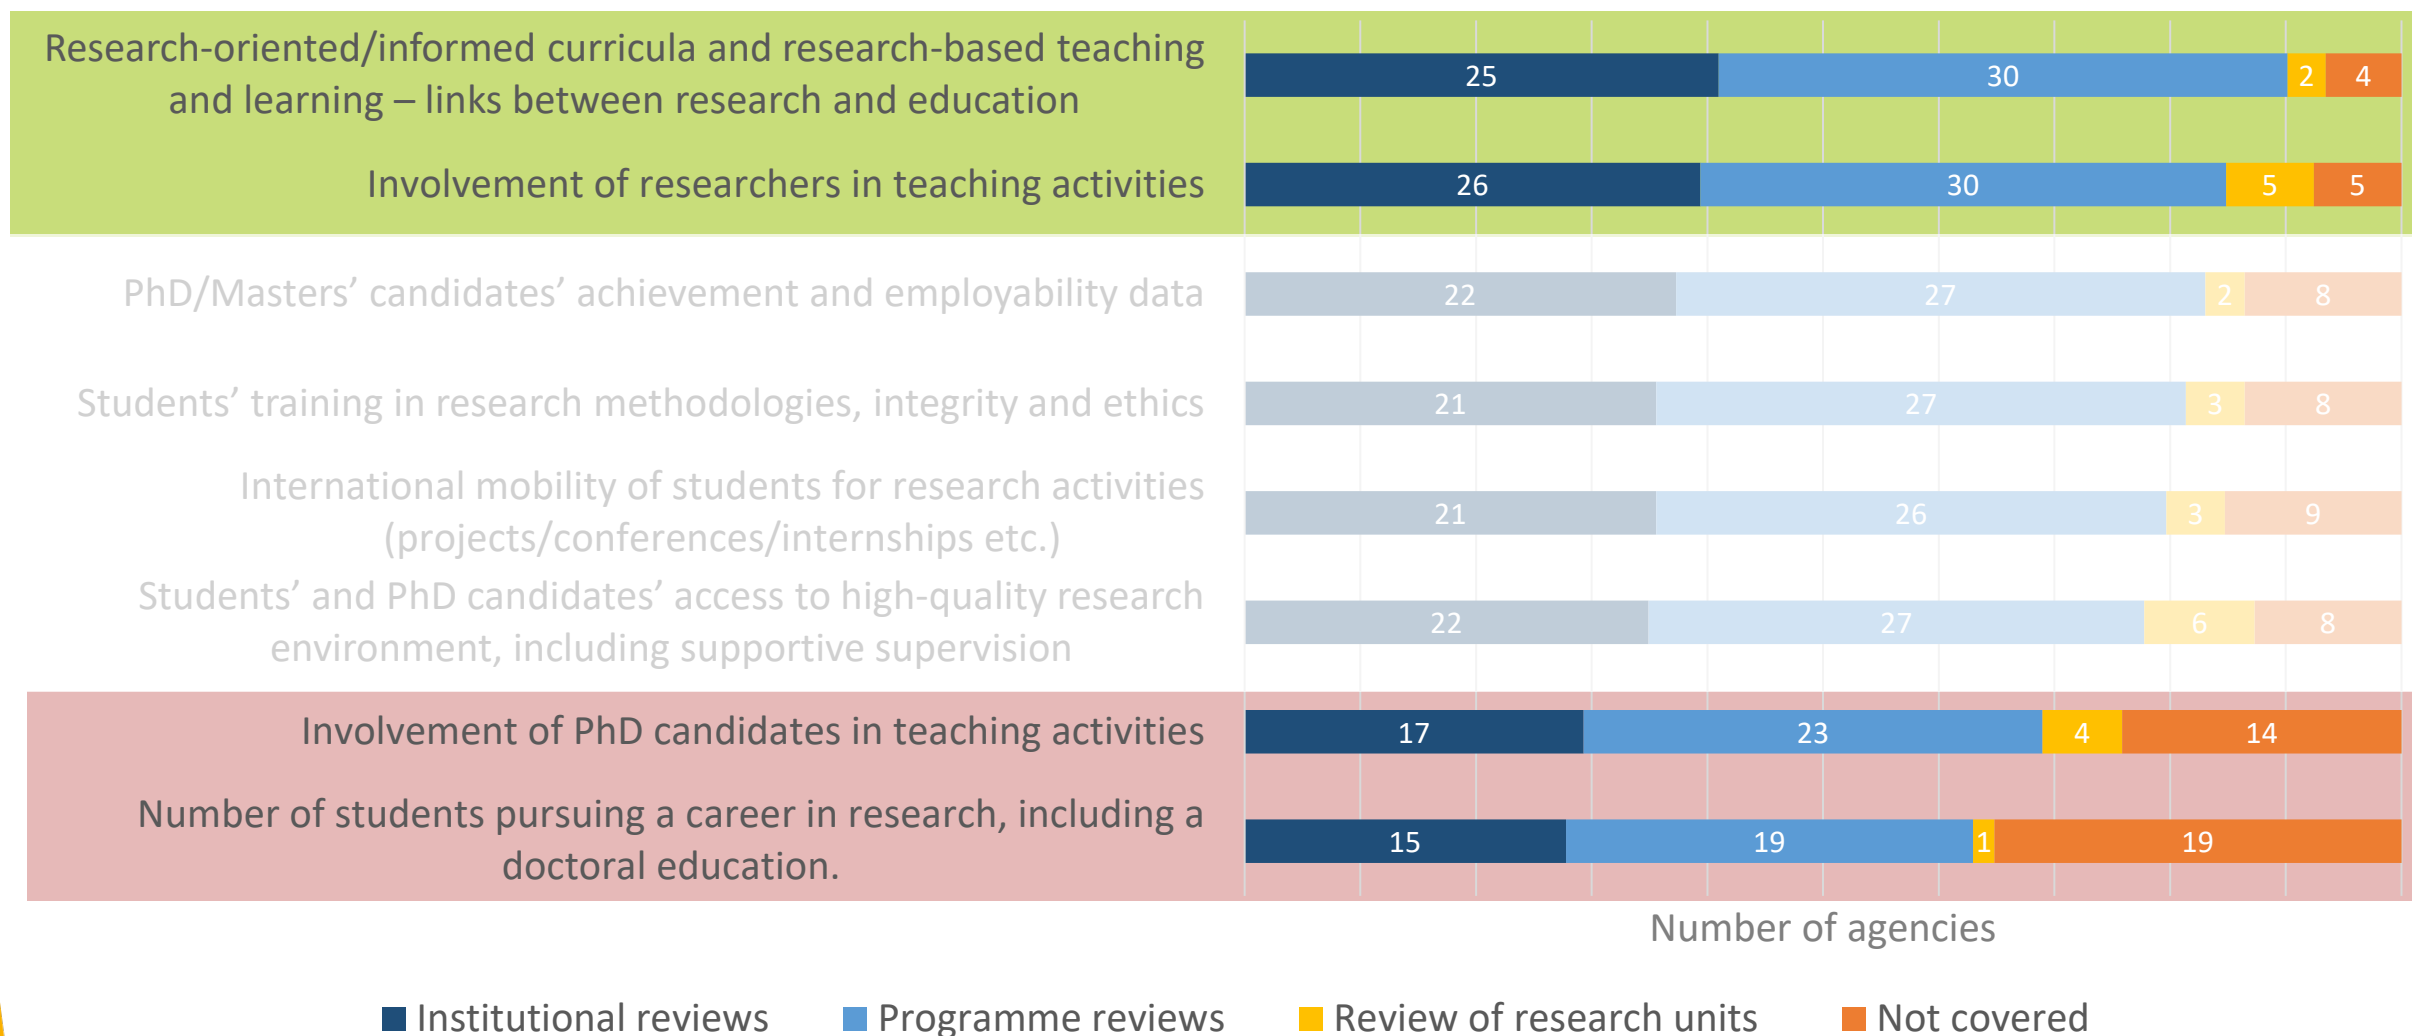 Research-oriented/informed curricula and research-based teaching
and learning – links between research and education
25 30 2 4
Involvement of researchers in teaching activities
26 30 5 5
PhD/Masters’ candidates’ achievement and employability data
22 27 2 8
Students’ training in research methodologies, integrity and ethics
21 27 3 8
International mobility of students for research activities
(projects/conferences/internships etc.)
21 26 3 9
Students’ and PhD candidates’ access to high-quality research
environment, including supportive supervision
22 27 6 8
Involvement of PhD candidates in teaching activities
17 23 4 14
Number of students pursuing a career in research, including a
doctoral education.
15 19 1 19
Number of agencies
Institutional reviews Programme reviews Review of research units Not covered